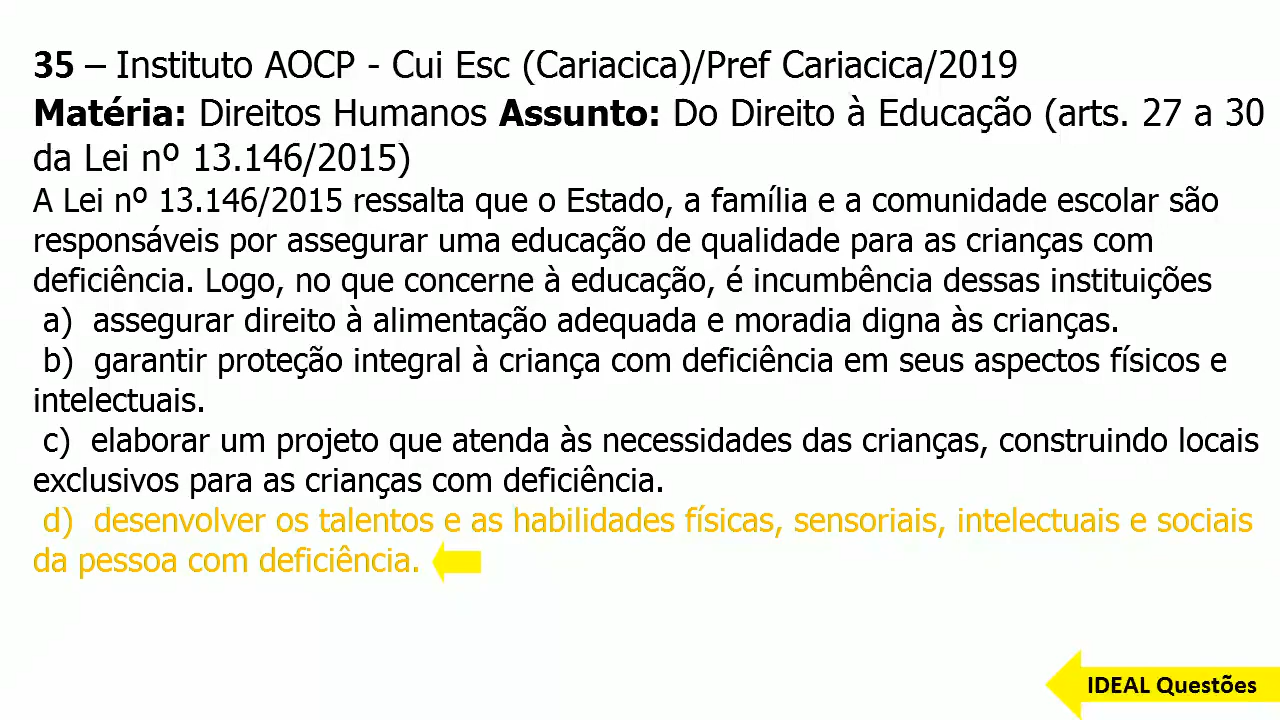 35 – Instituto AOCP - Cui Esc (Cariacica)/Pref Cariacica/2019
Matéria: Direitos Humanos Assunto: Do Direito à Educação (arts. 27 a 30
da Lei nº 13.146/2015)
A Lei nº 13.146/2015 ressalta que o Estado, a família e a comunidade escolar são
responsáveis por assegurar uma educação de qualidade para as crianças com
deficiência. Logo, no que concerne à educação, é incumbência dessas instituições
a) assegurar direito à alimentação adequada e moradia digna às crianças.
b) garantir proteção integral à criança com deficiência em seus aspectos físicos e
intelectuais.
c) elaborar um projeto que atenda às necessidades das crianças, construindo locais
exclusivos para as crianças com deficiência.
d) desenvolver os talentos e as habilidades físicas, sensoriais, intelectuais e sociais
da pessoa com deficiência.
IDEAL Questões